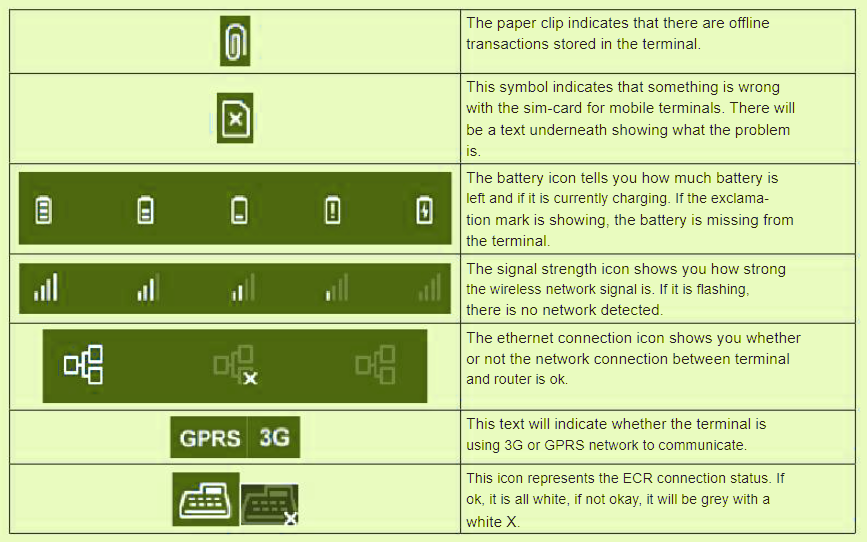 The paper clip indicates that there are offline
transactions stored in the terminal.
This symbol indicates that something is wrong
with the sim-card for mobile terminals. There will
be a text underneath showing what the problem
is.
The battery icon tells you how much battery is
left and if it is currently charging. If the exclama-
tion mark is showing, the battery is missing from
the terminal.
The signal strength icon shows you how strong
the wireless network signal is. If it is flashing,
there is no network detected.
The ethernet connection icon shows you whether
or not the network connection between terminal
and router is ok.
GPRS 3G
This text will indicate whether the terminal is
using 3G or GPRS network to communicate.
This icon represents the ECR connection status. If
ok, it is all white, if not okay, it will be grey with a
white X.